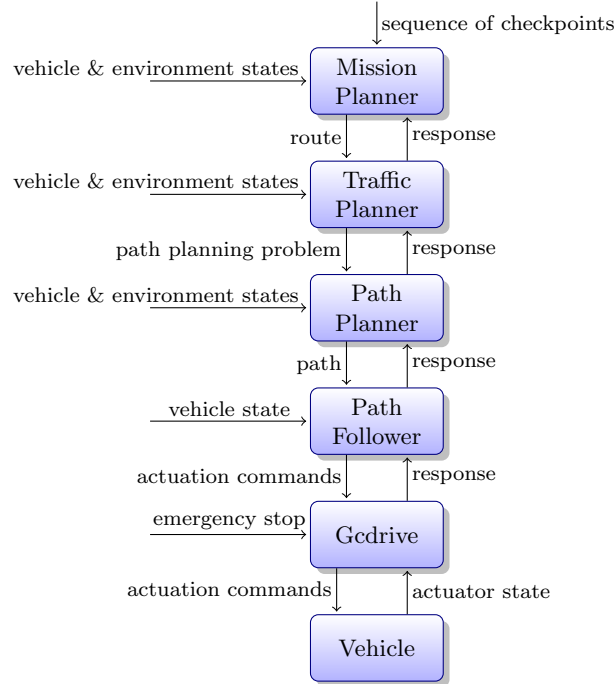 sequence of checkpoints
vehicle & environment states
Mission
Planner
route
response
vehicle & environment states
Traffic
Planner
path planning problem
response
vehicle & environment states
Path
Planner
path
response
vehicle state
Path
Follower
actuation commands
response
emergency stop
Gcdrive
actuation commands
actuator state
Vehicle